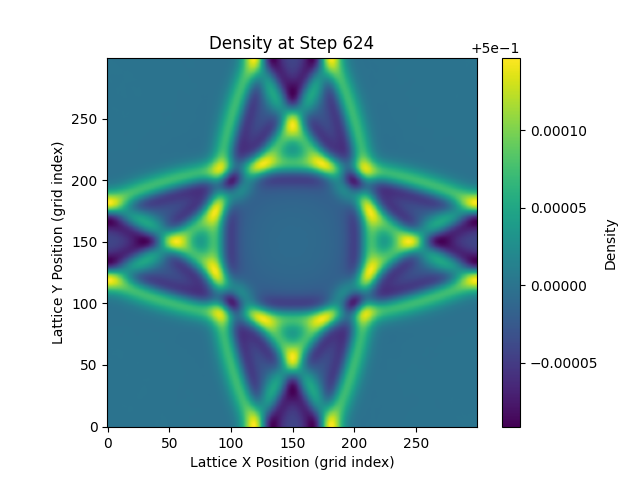 Density at Step 624
+5e−1
Lattice Y Position (grid index)
250
200
150
100
50
0
0 50 100 150 200 250
Lattice X Position (grid index)
0.00010
0.00005
0.00000
−0.00005
Density